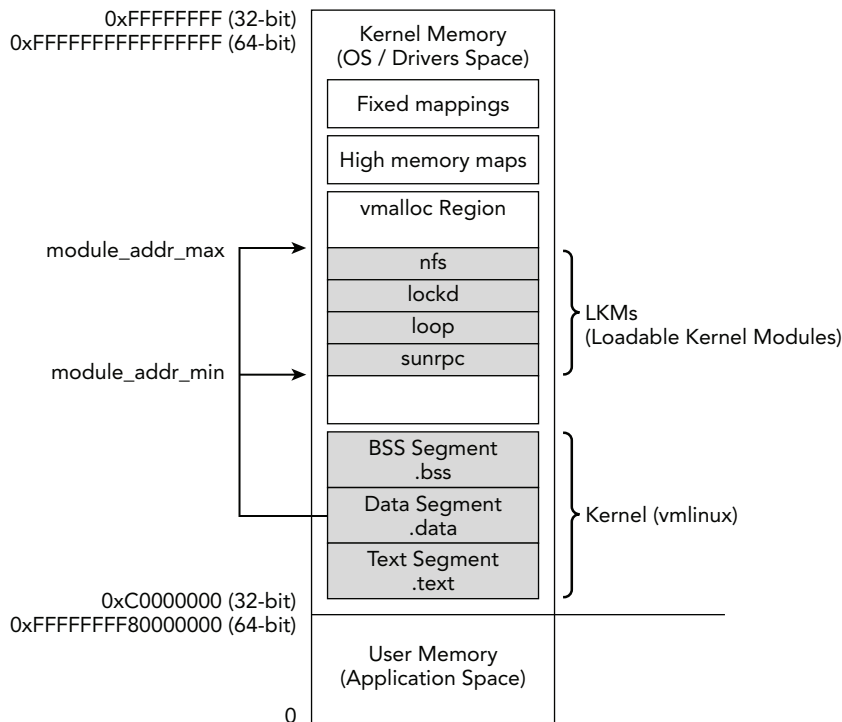 0xFFFFFFFF (32-bit)
0xFFFFFFFFFFFFFFFF (64-bit)
Kernel Memory
(OS / Drivers Space)
Fixed mappings
High memory maps
vmalloc Region
module_addr_max
nfs
lockd
loop
sunrpc
LKMs
(Loadable Kernel Modules)
module_addr_min
BSS Segment
.bss
Data Segment
.data
Text Segment
.text
Kernel (vmlinux)
0xC0000000 (32-bit)
0xFFFFFFFF80000000 (64-bit)
User Memory
(Application Space)
0